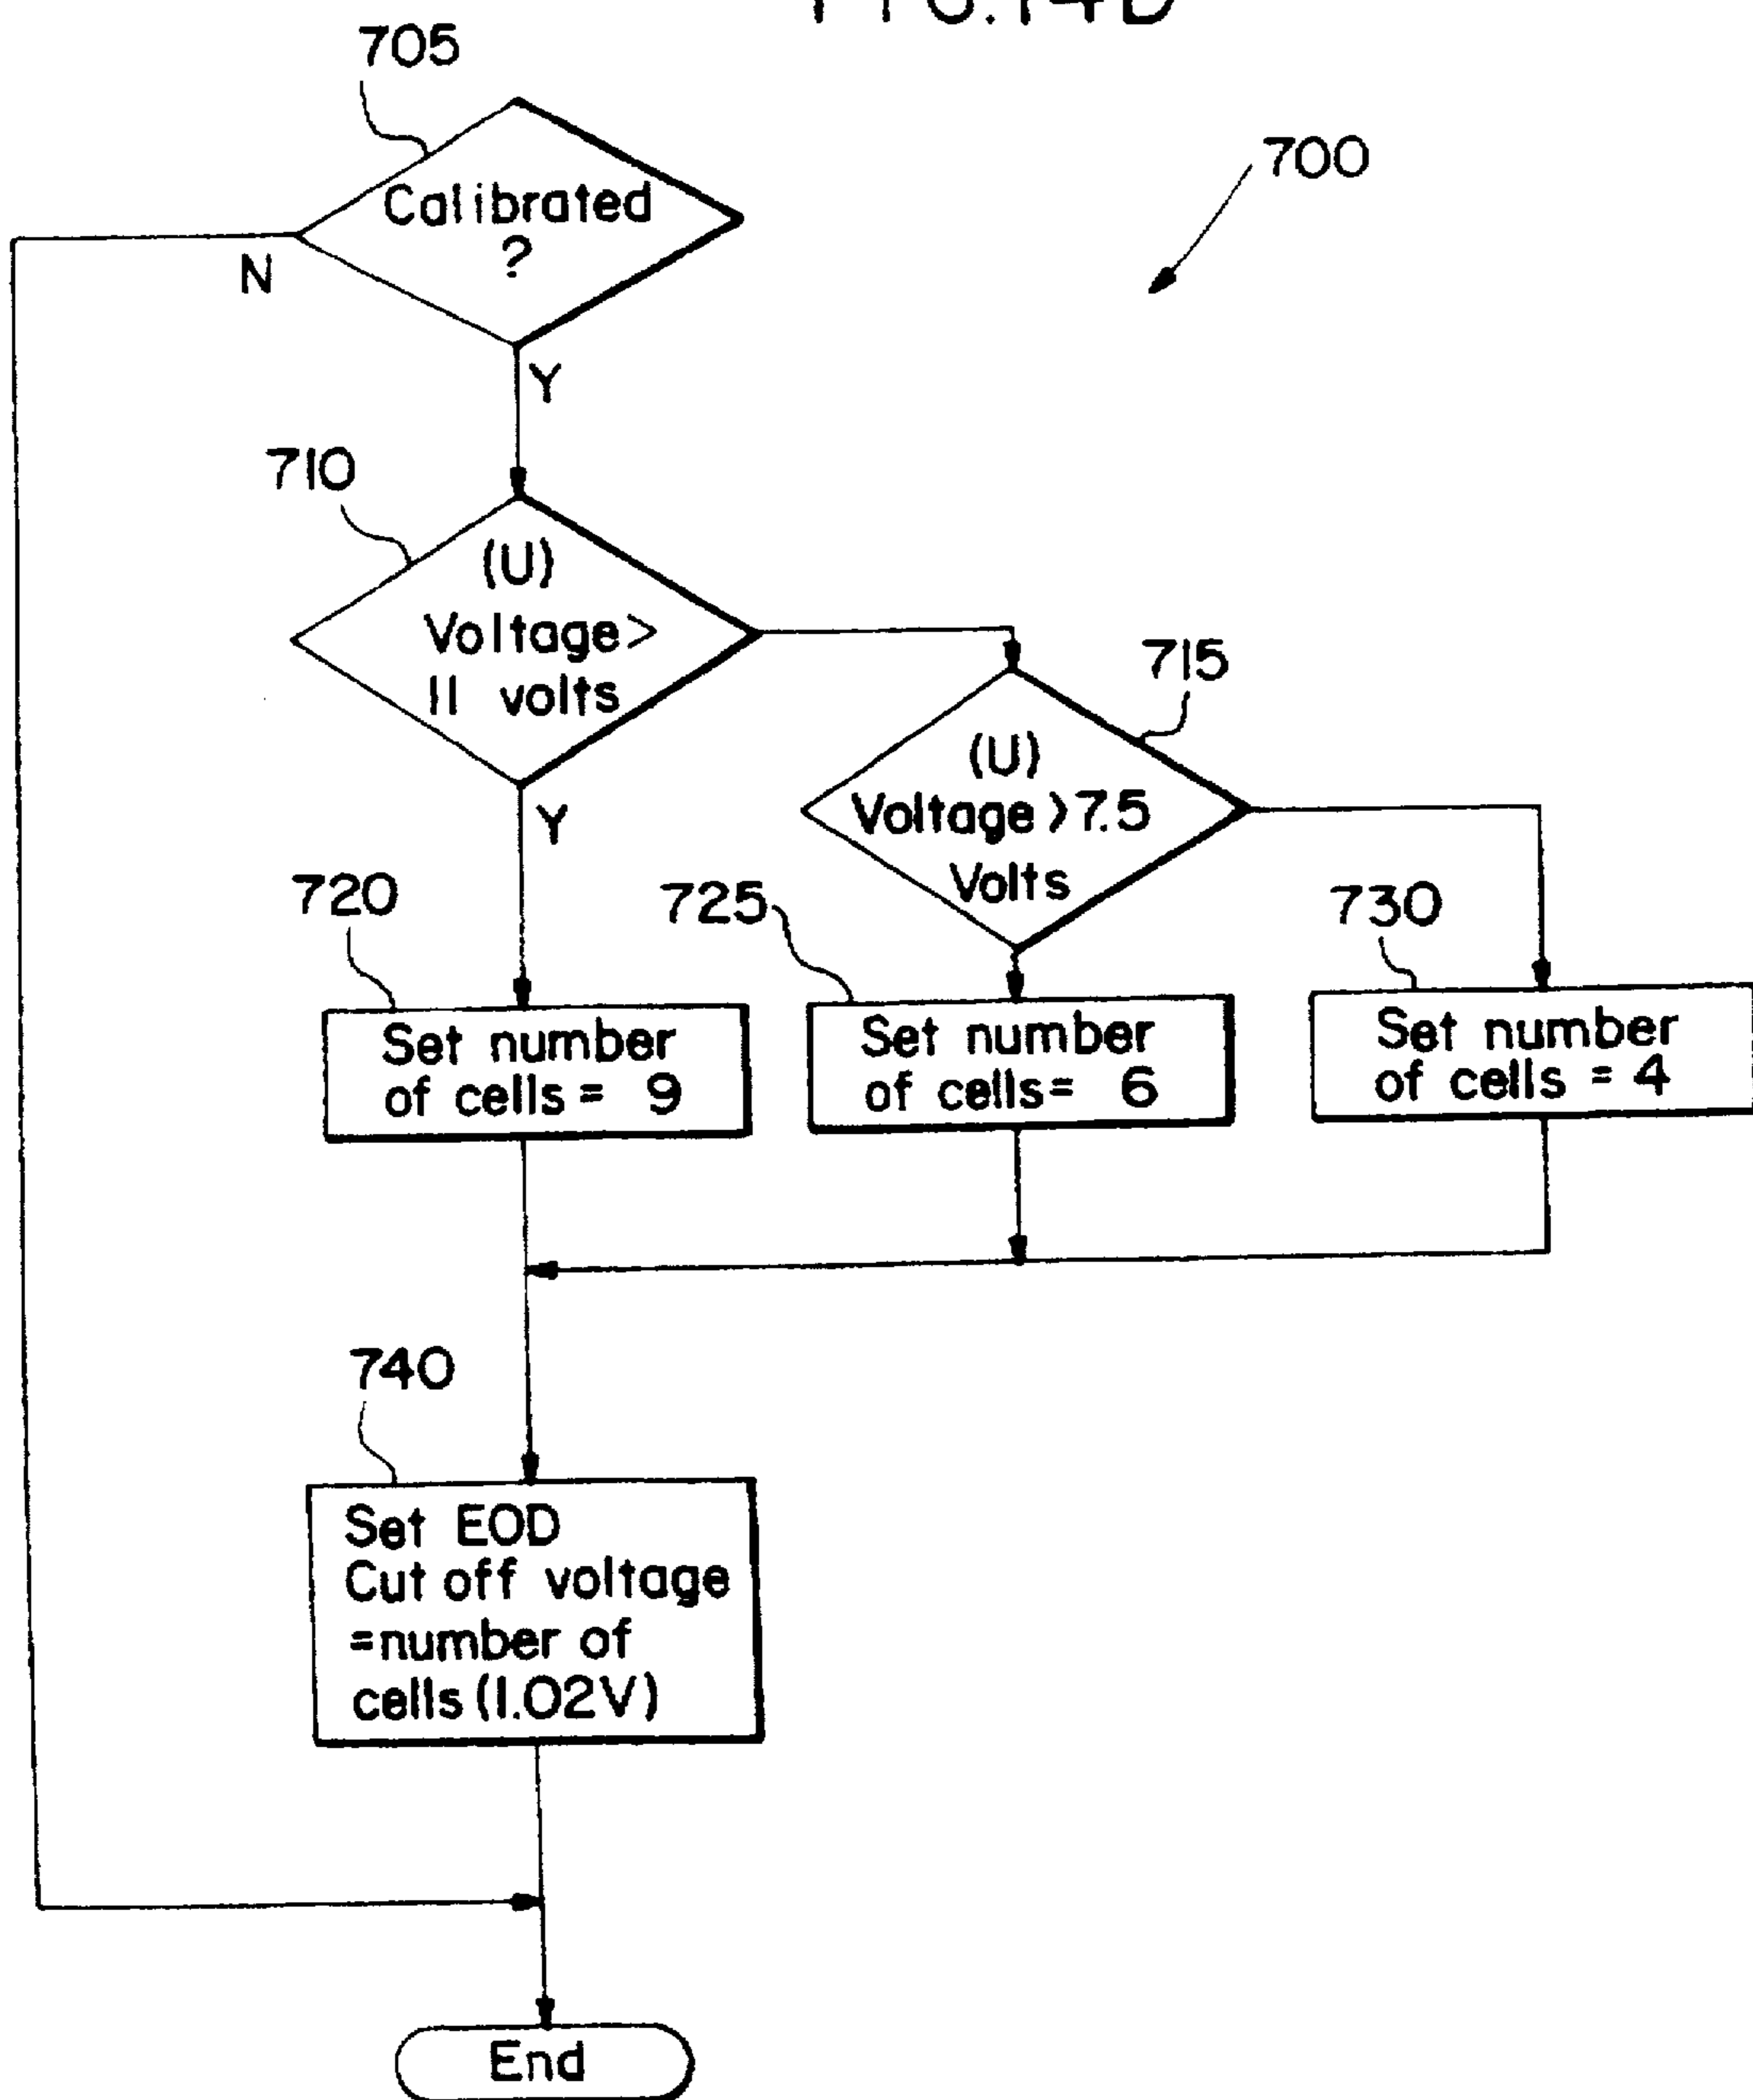 FIG.14D
705
700
Calibrated
?
N
Y
710
(U)
Voltage>
11 volts
715
(U)
Voltage >7.5
Volts
Y
720
725
730
Set number
of cells = 9
Set number
of cells= 6
Set number
of cells = 4
740
Set EOD
Cut off voltage
=number of
cells (1.02V)
End